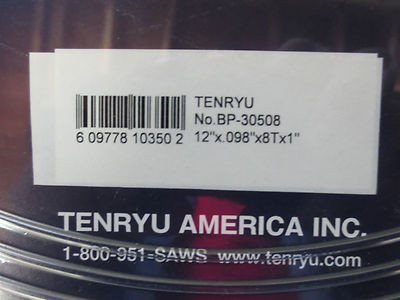 TENRYU
No.BP-30508
12"x.098"x8Tx1"
6 09778 10350 2
TENRYU AMERICA INC.
1-800-951-SAWS www.tenryu.com